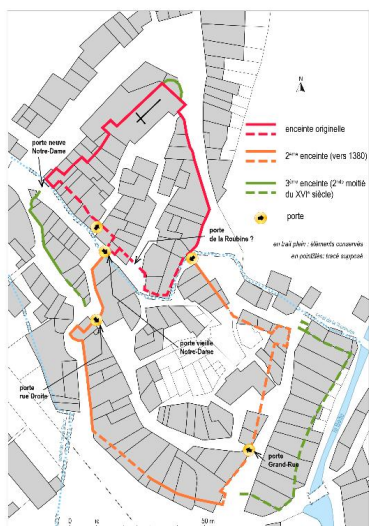 N
porte neuve
Notre-Dame
enceinte originelle
2ème enceinte (vers 1380)
3ème enceinte (2nde moitié
du XVIe siècle)
porte
porte
de la Roubine ?
en trait plein : éléments conservés
en pointillés: tracé supposé
porte vieille
Notre-Dame
porte
rue Droite
porte
Grand-Rue
0
50 m